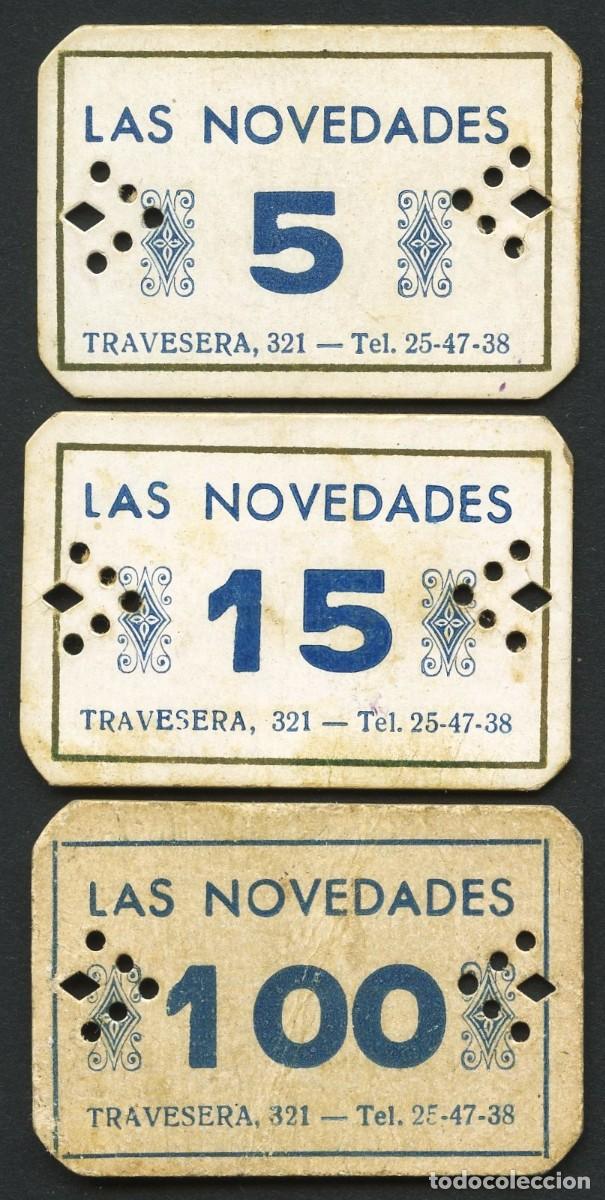 LAS NOVEDADES
5
TRAVESERA, 321 — Tel. 25-47-38
LAS NOVEDADES
15
TRAVESERA, 321 — Tel. 25-47-38
LAS NOVEDADES
100
TRAVESERA, 321 — Tel. 25-47-38
todocoleccion